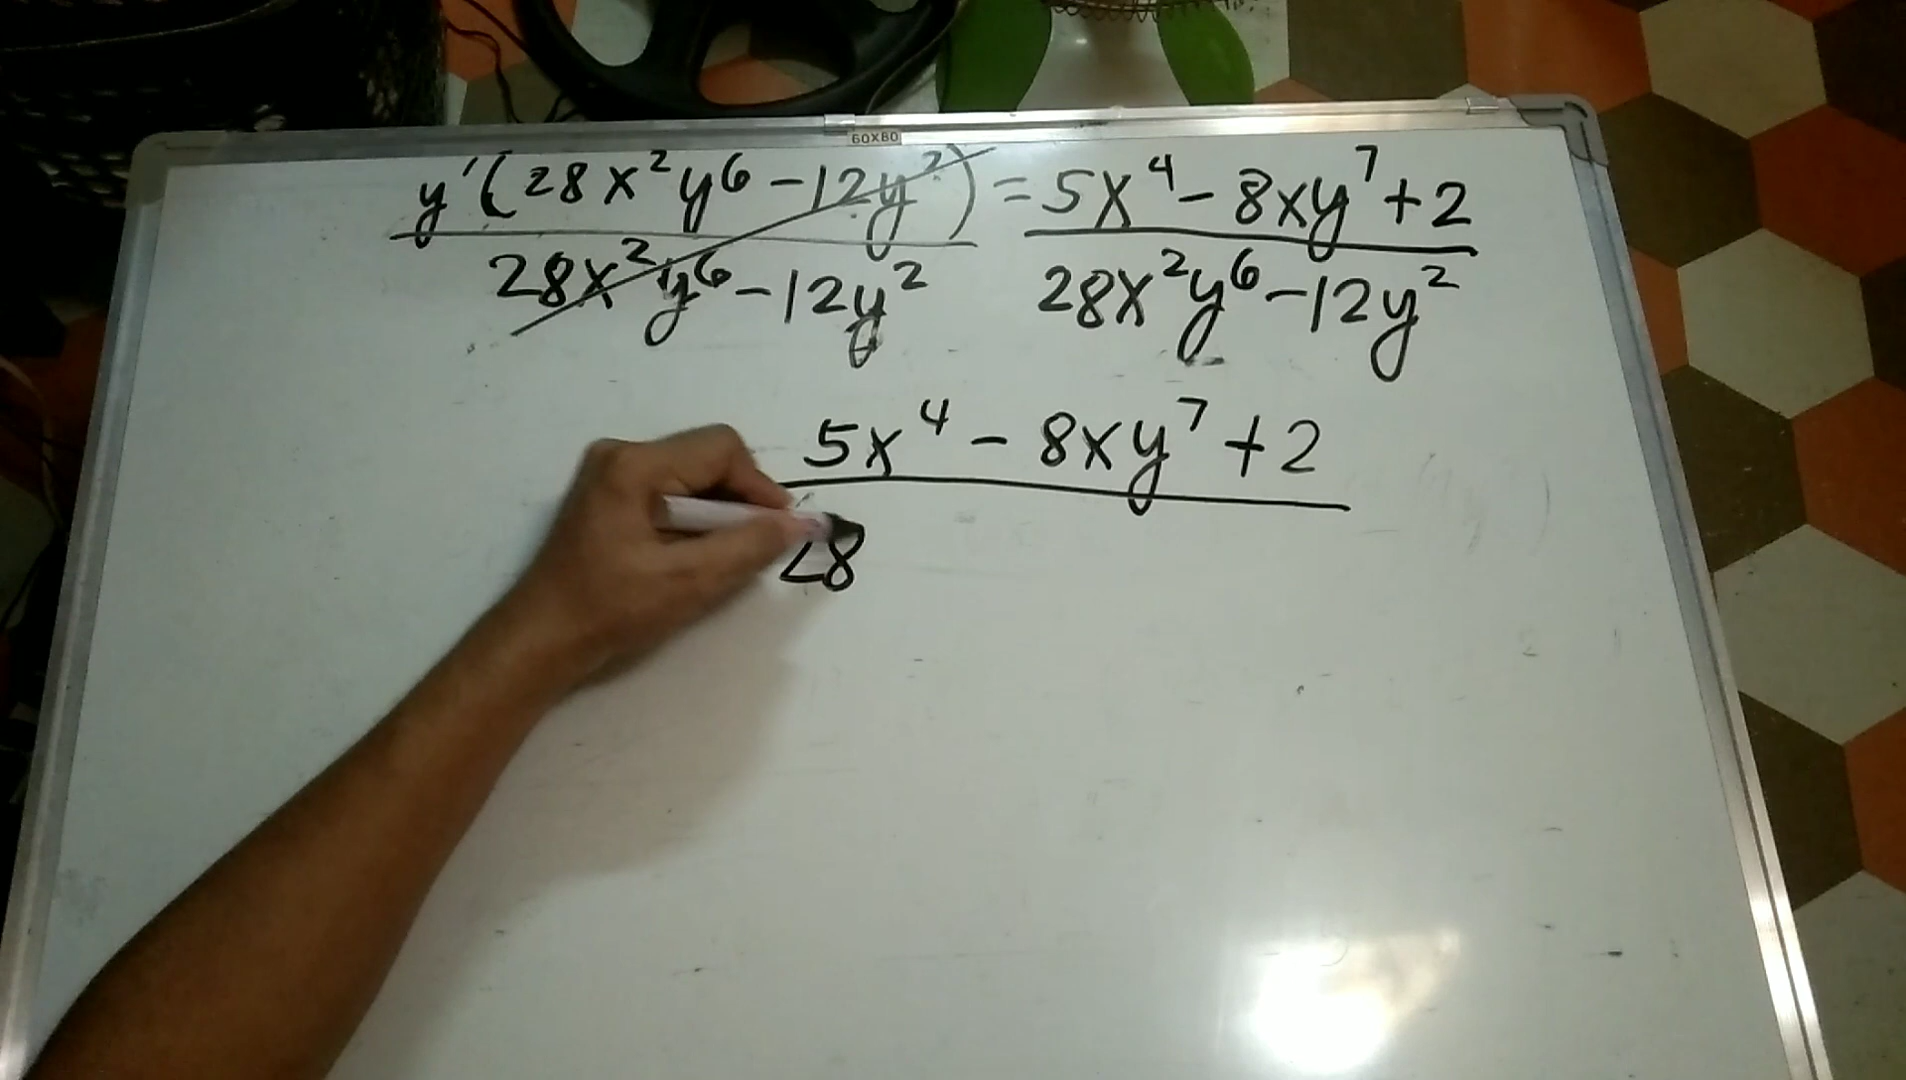 60X80
y'(28x²y⁶-12y²) = 5x⁴-8xy⁷+2
28x²y⁶-12y² 28x²y⁶-12y²
5x⁴-8xy⁷+2
28